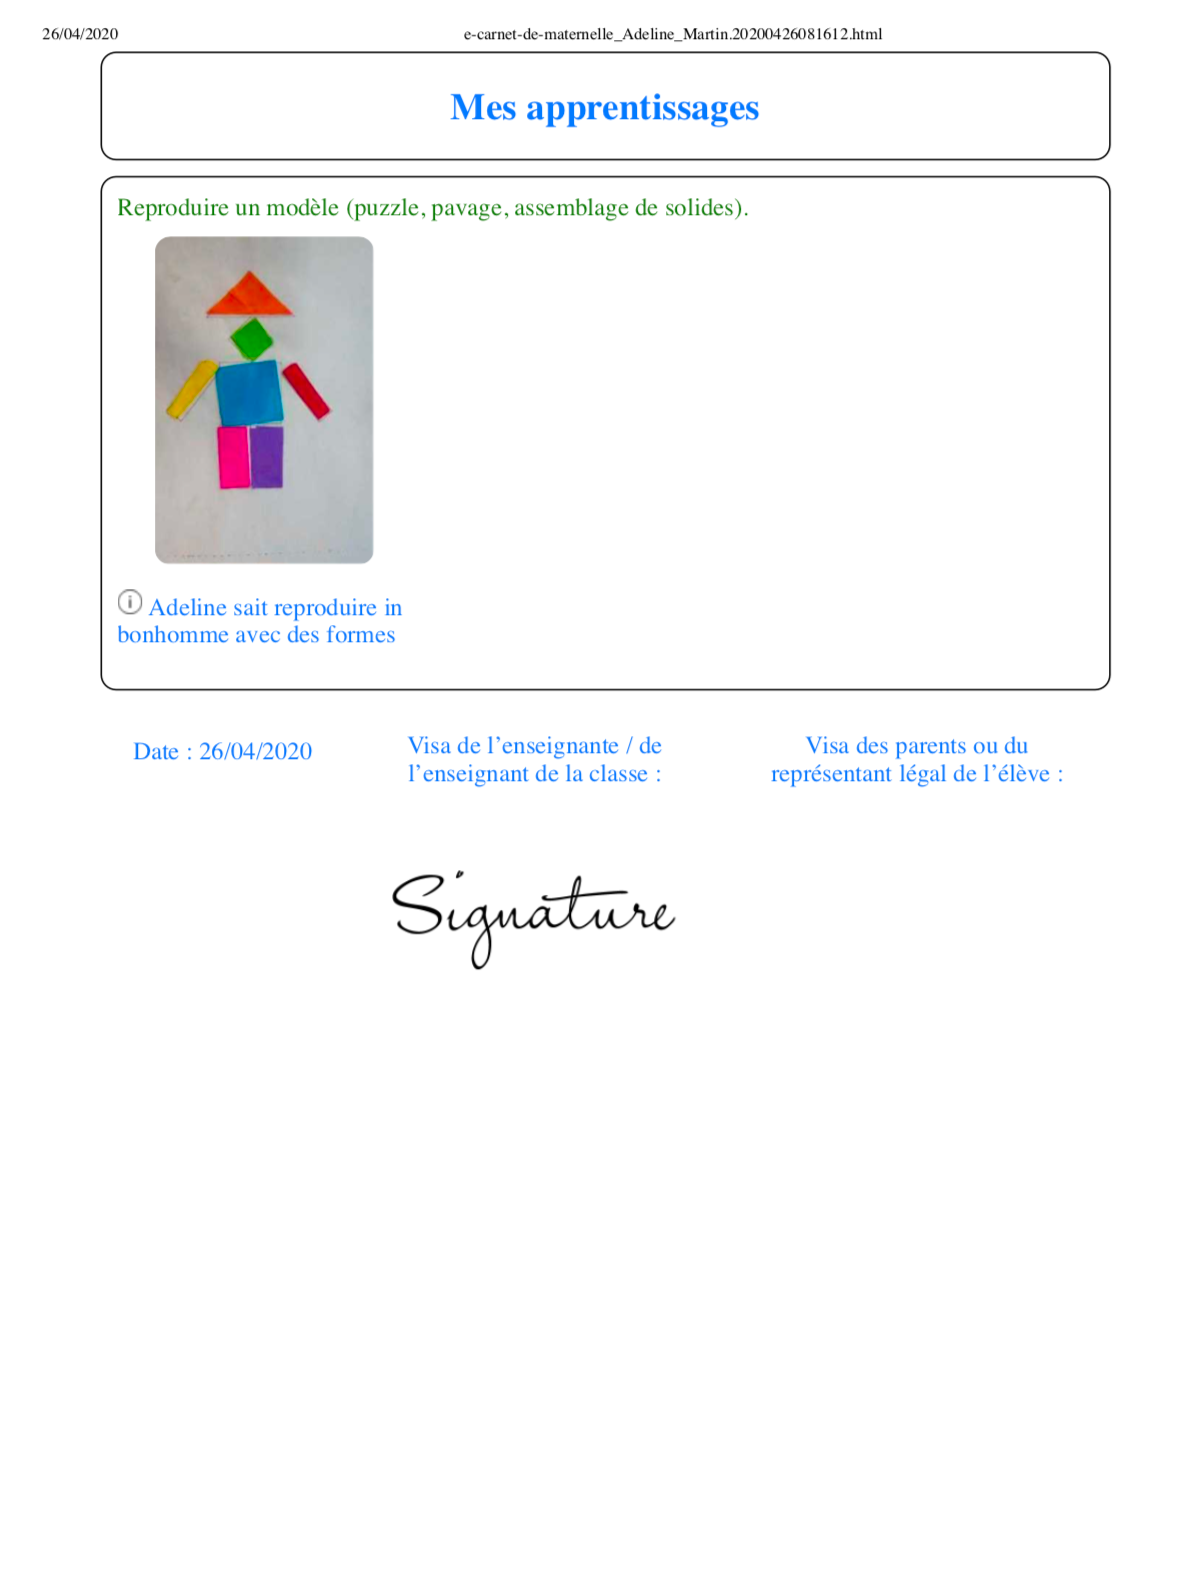 26/04/2020 e-carnet-de-maternelle_Adeline_Martin.20200426081612.html
Mes apprentissages
Reproduire un modèle (puzzle, pavage, assemblage de solides).
Adeline sait reproduire in
bonhomme avec des formes
Date : 26/04/2020
Visa de l’enseignante / de
l’enseignant de la classe :
Visa des parents ou du
représentant légal de l’élève :
Signature